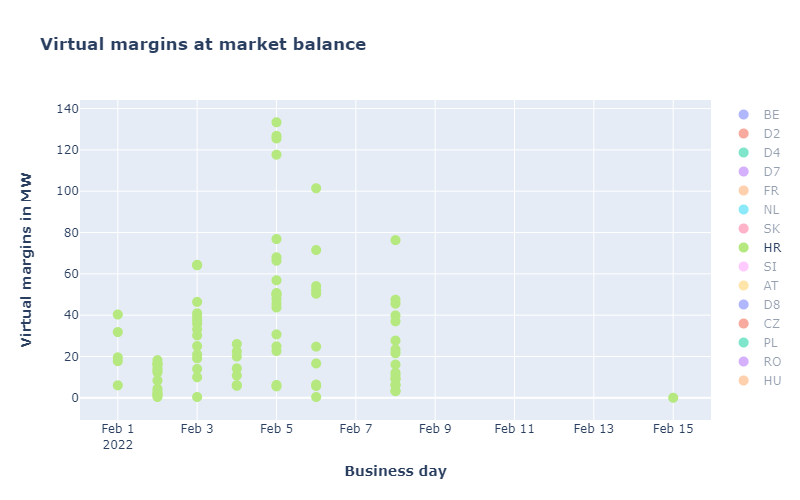 Virtual margins at market balance
Virtual margins in MW
140
120
100
80
60
40
20
0
Feb 1
2022
Feb 3
Feb 5
Feb 7
Feb 9
Feb 11
Feb 13
Feb 15
Business day
BE
D2
D4
D7
FR
NL
SK
HR
SI
AT
D8
CZ
PL
RO
HU